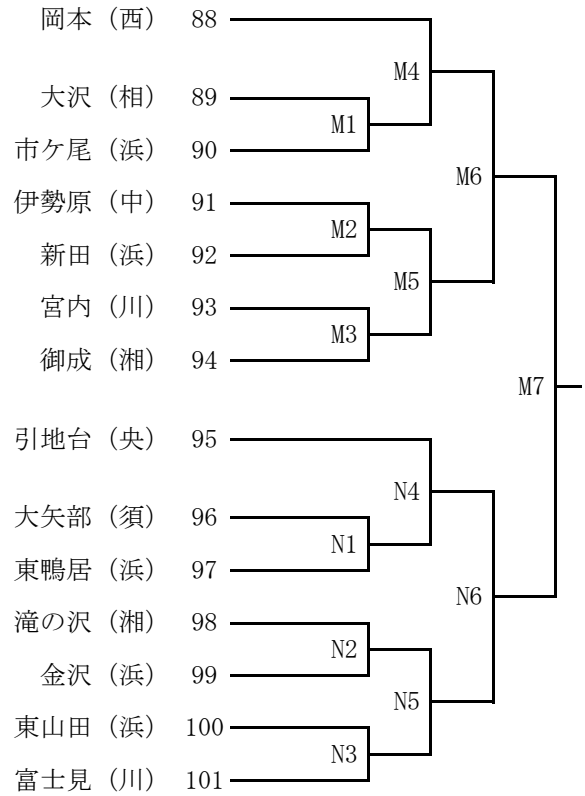 岡本（西） 88
M4
大沢（相） 89
M1
市ケ尾（浜） 90
M6
伊勢原（中） 91
M2
新田（浜） 92
M5
宮内（川） 93
M3
御成（湘） 94
M7
引地台（央） 95
N4
大矢部（須） 96
N1
東鴨居（浜） 97
N6
滝の沢（湘） 98
N2
金沢（浜） 99
N5
東山田（浜） 100
N3
富士見（川） 101